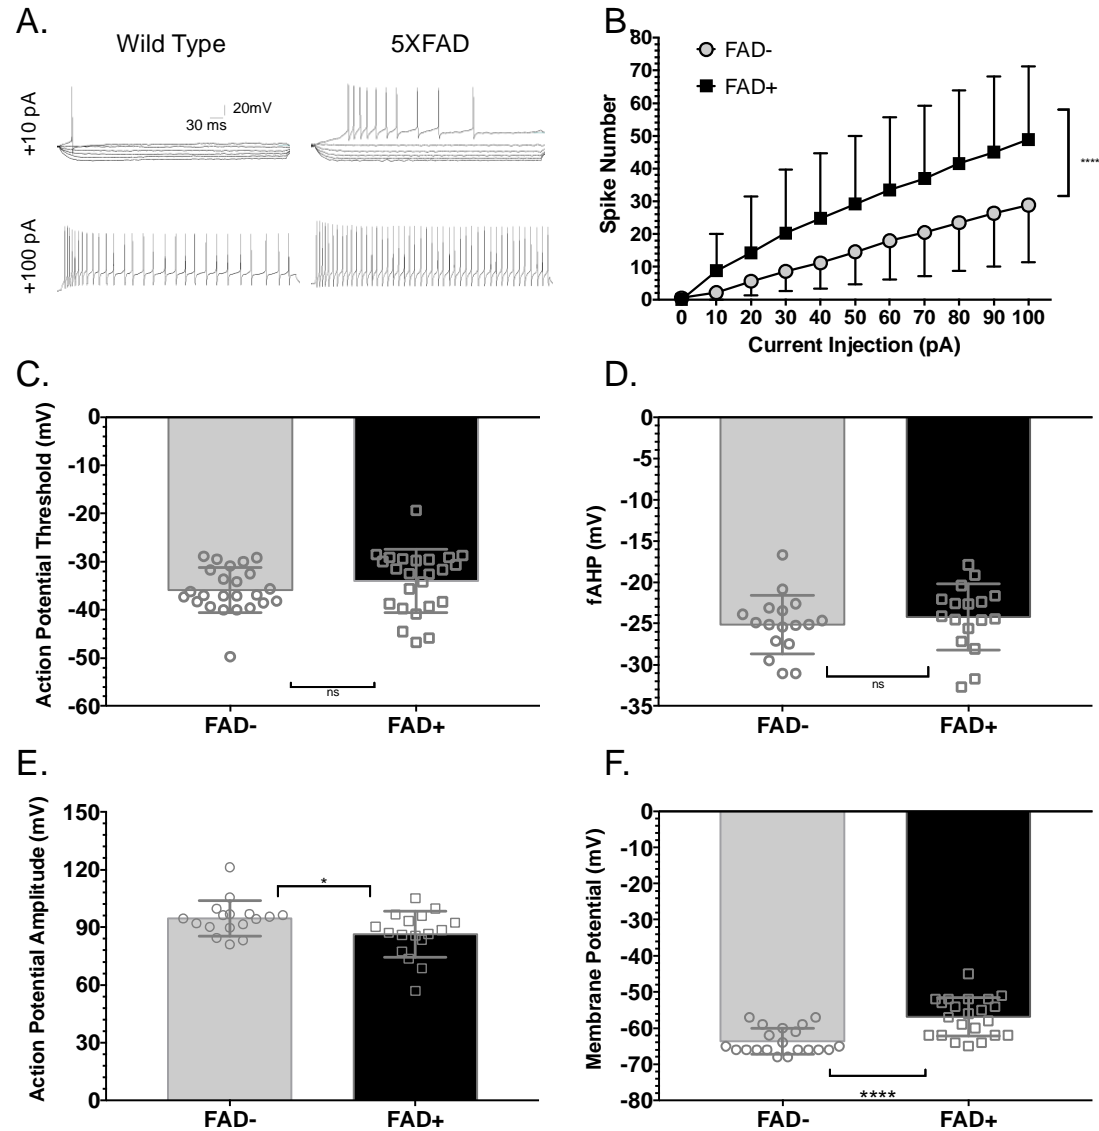 A.
Wild Type
5XFAD
+10 pA
20mV
30 ms
+100 pA
B.
Spike Number
80
70
60
50
40
30
20
10
0
FAD-
FAD+
****
0 10 20 30 40 50 60 70 80 90 100
Current Injection (pA)
C.
Action Potential Threshold (mV)
0
-10
-20
-30
-40
-50
-60
ns
FAD- FAD+
D.
fAHP (mV)
0
-5
-10
-15
-20
-25
-30
-35
ns
FAD- FAD+
E.
Action Potential Amplitude (mV)
150
120
90
60
30
0
*
FAD- FAD+
F.
Membrane Potential (mV)
0
-10
-20
-30
-40
-50
-60
-70
-80
****
FAD- FAD+